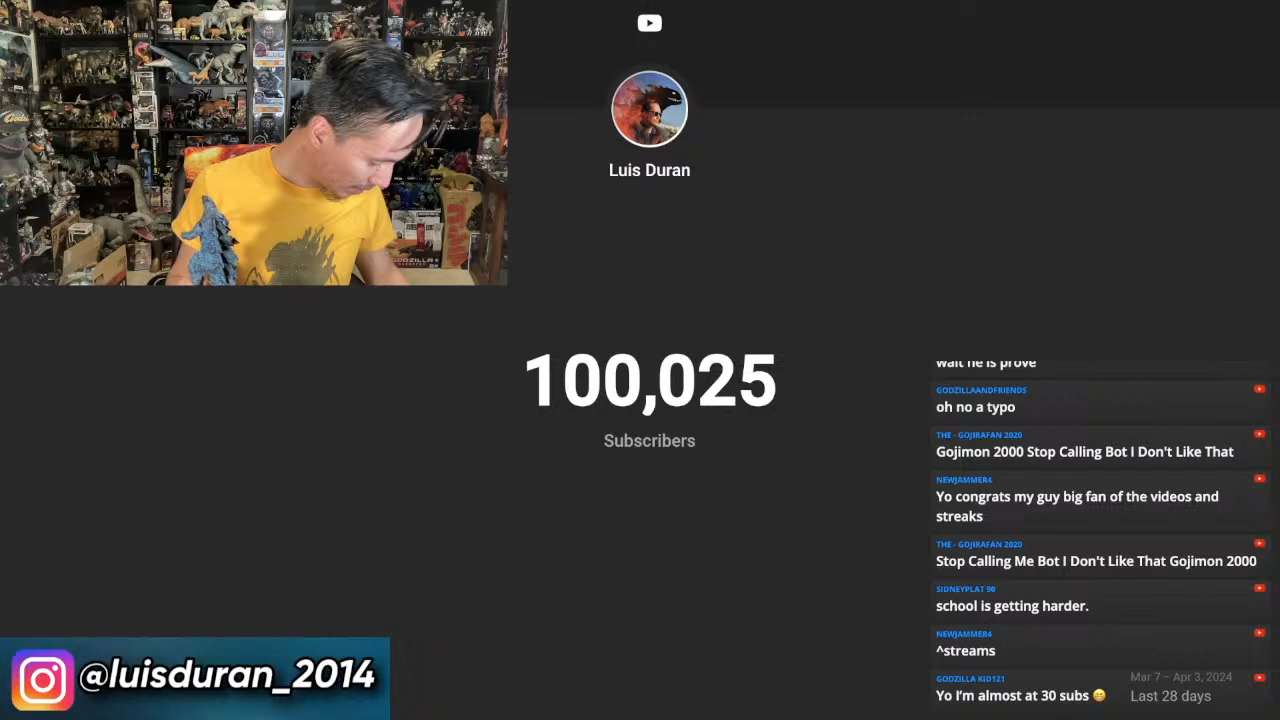 Luis Duran
100,025
Subscribers
wait he is prove
GODZILLAANDFRIENDS
oh no a typo
THE - GOJIRAFAN 2020
Gojimon 2000 Stop Calling Bot I Don't Like That
NEWJAMMER4
Yo congrats my guy big fan of the videos and
streaks
THE - GOJIRAFAN 2020
Stop Calling Me Bot I Don't Like That Gojimon 2000
SIDNEYPLAT 90
school is getting harder.
NEWJAMMER4
^streams
GODZILLA KID121
Yo I'm almost at 30 subs 😁
Mar 7 – Apr 3, 2024
Last 28 days
@luisduran_2014
GODZILLA